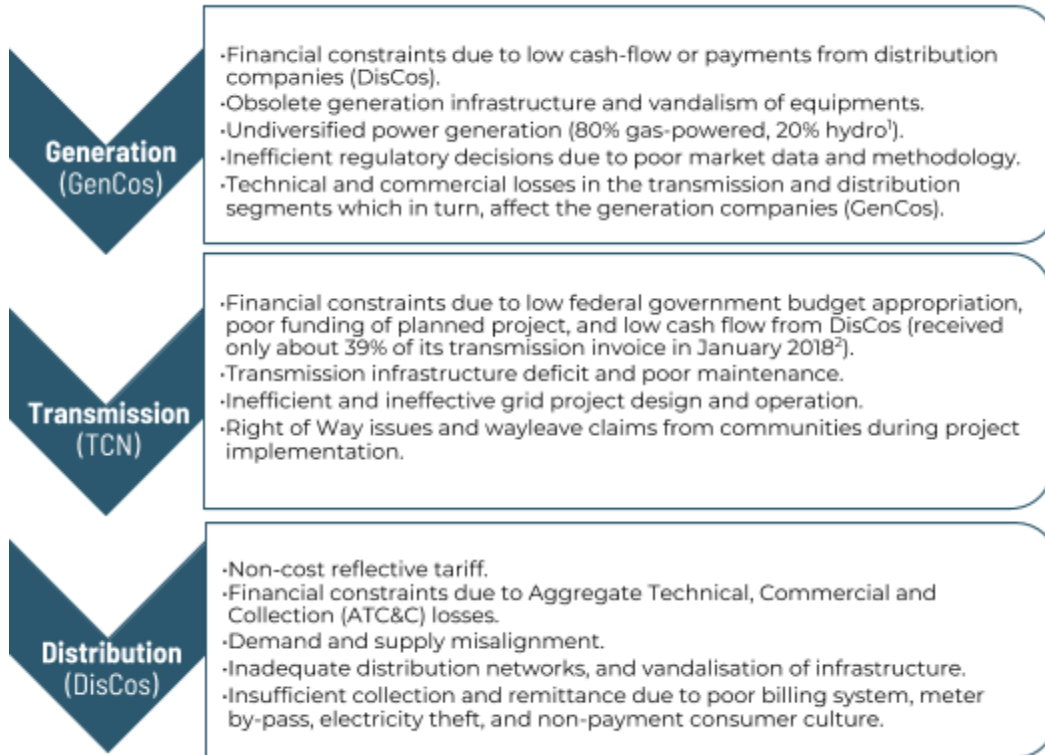 Generation
(GenCos)
·Financial constraints due to low cash-flow or payments from distribution
companies (DisCos).
·Obsolete generation infrastructure and vandalism of equipments.
·Undiversified power generation (80% gas-powered, 20% hydro¹).
·Inefficient regulatory decisions due to poor market data and methodology.
·Technical and commercial losses in the transmission and distribution
segments which in turn, affect the generation companies (GenCos).
Transmission
(TCN)
·Financial constraints due to low federal government budget appropriation,
poor funding of planned project, and low cash flow from DisCos (received
only about 39% of its transmission invoice in January 2018²).
·Transmission infrastructure deficit and poor maintenance.
·Inefficient and ineffective grid project design and operation.
·Right of Way issues and wayleave claims from communities during project
implementation.
Distribution
(DisCos)
·Non-cost reflective tariff.
·Financial constraints due to Aggregate Technical, Commercial and
Collection (ATC&C) losses.
·Demand and supply misalignment.
·Inadequate distribution networks, and vandalisation of infrastructure.
·Insufficient collection and remittance due to poor billing system, meter
by-pass, electricity theft, and non-payment consumer culture.